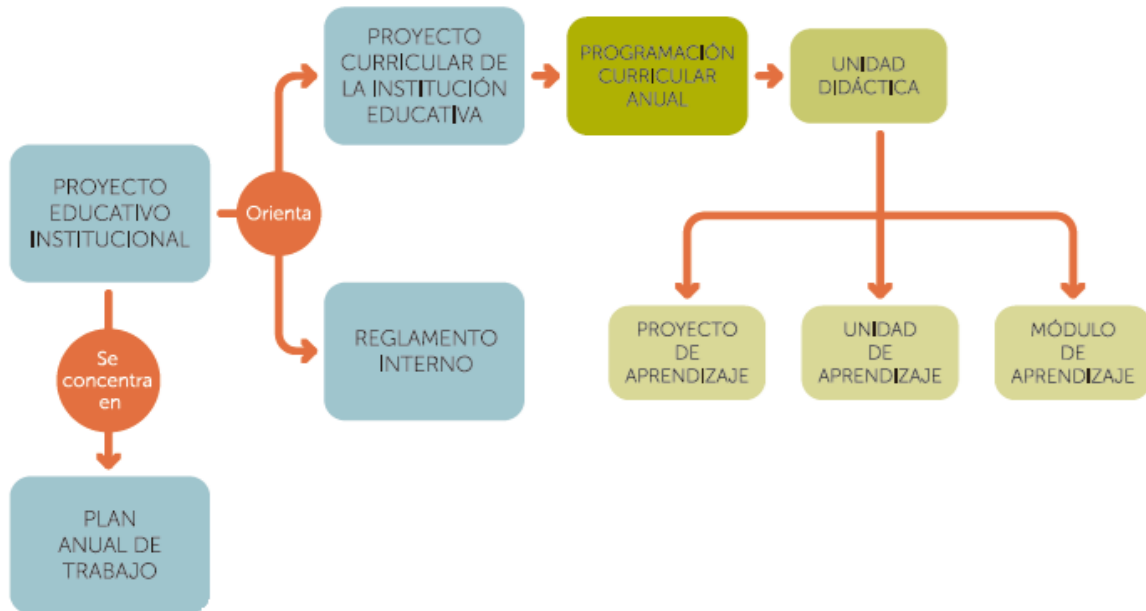 PROYECTO
CURRICULAR DE
LA INSTITUCIÓN
EDUCATIVA
PROGRAMACIÓN
CURRICULAR
ANUAL
UNIDAD
DIDÁCTICA
PROYECTO
EDUCATIVO
INSTITUCIONAL
Orienta
REGLAMENTO
INTERNO
PROYECTO
DE
APRENDIZAJE
UNIDAD
DE
APRENDIZAJE
MÓDULO
DE
APRENDIZAJE
Se
concentra
en
PLAN
ANUAL DE
TRABAJO